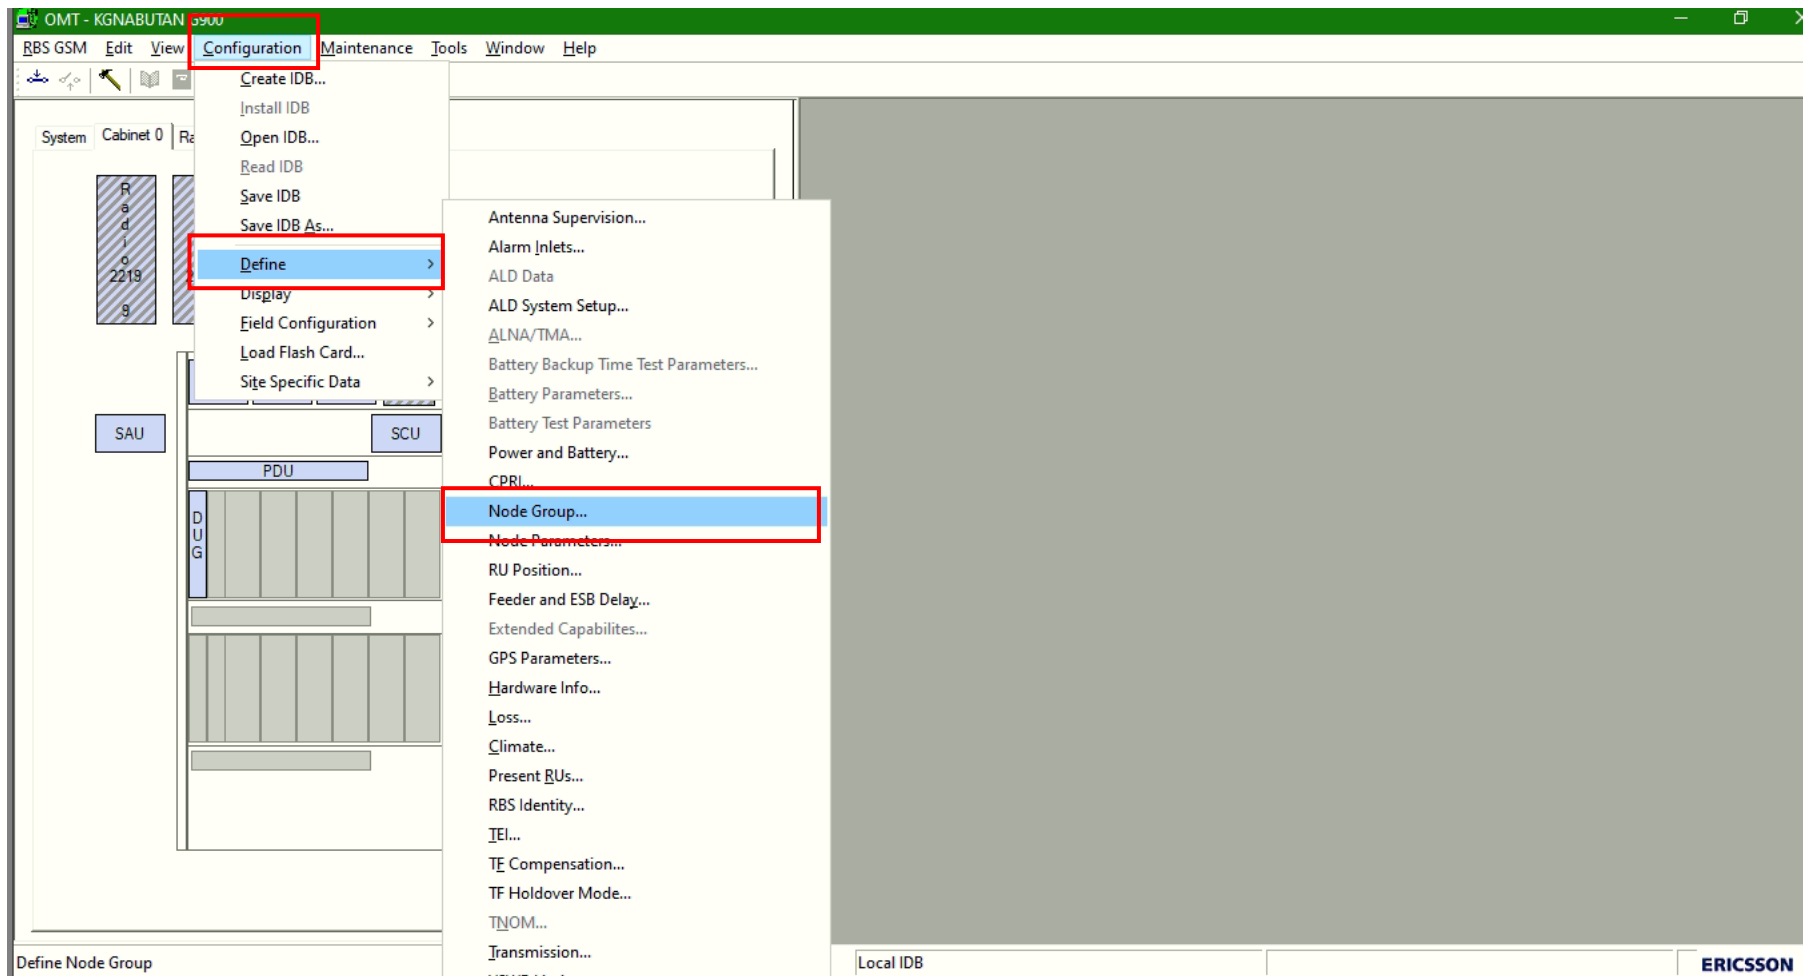 OMT - KGNABUTAN G900
RBS GSM Edit View Configuration Maintenance Tools Window Help
Create IDB...
Install IDB
Open IDB...
Read IDB
Save IDB
Save IDB As...
Define
Display
Field Configuration
Load Flash Card...
Site Specific Data
System Cabinet 0
Radio
2219
9
SAU
SCU
PDU
DUG
Antenna Supervision...
Alarm Inlets...
ALD Data
ALD System Setup...
ALNA/TMA...
Battery Backup Time Test Parameters...
Battery Parameters...
Battery Test Parameters
Power and Battery...
CPRI...
Node Group...
Node Parameters...
RU Position...
Feeder and ESB Delay...
Extended Capabilites...
GPS Parameters...
Hardware Info...
Loss...
Climate...
Present RUs...
RBS Identity...
TEI...
TF Compensation...
TF Holdover Mode...
TNOM...
Transmission...
Define Node Group
Local IDB
ERICSSON